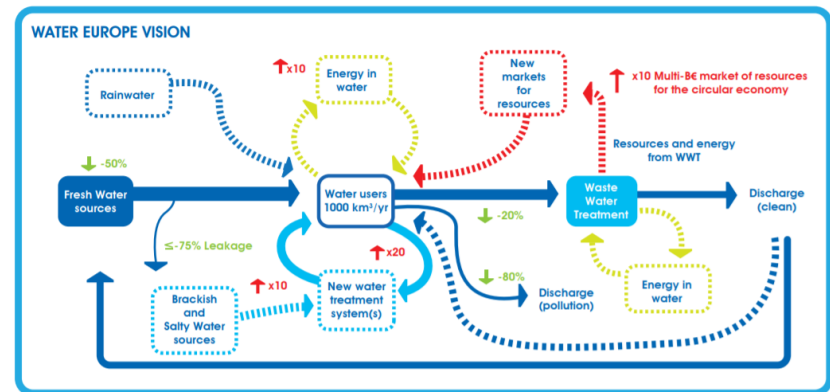 WATER EUROPE VISION
Rainwater
x10
Energy in
water
New
markets
for
resources
x10 Multi-B€ market of resources
for the circular economy
Resources and energy
from WWT
-50%
Fresh Water
sources
Water users
1000 km³/yr
-20%
Waste
Water
Treatment
Discharge
(clean)
≤-75% Leakage
x20
-80%
x10
Brackish
and
Salty Water
sources
New water
treatment
system(s)
Discharge
(pollution)
Energy in
water